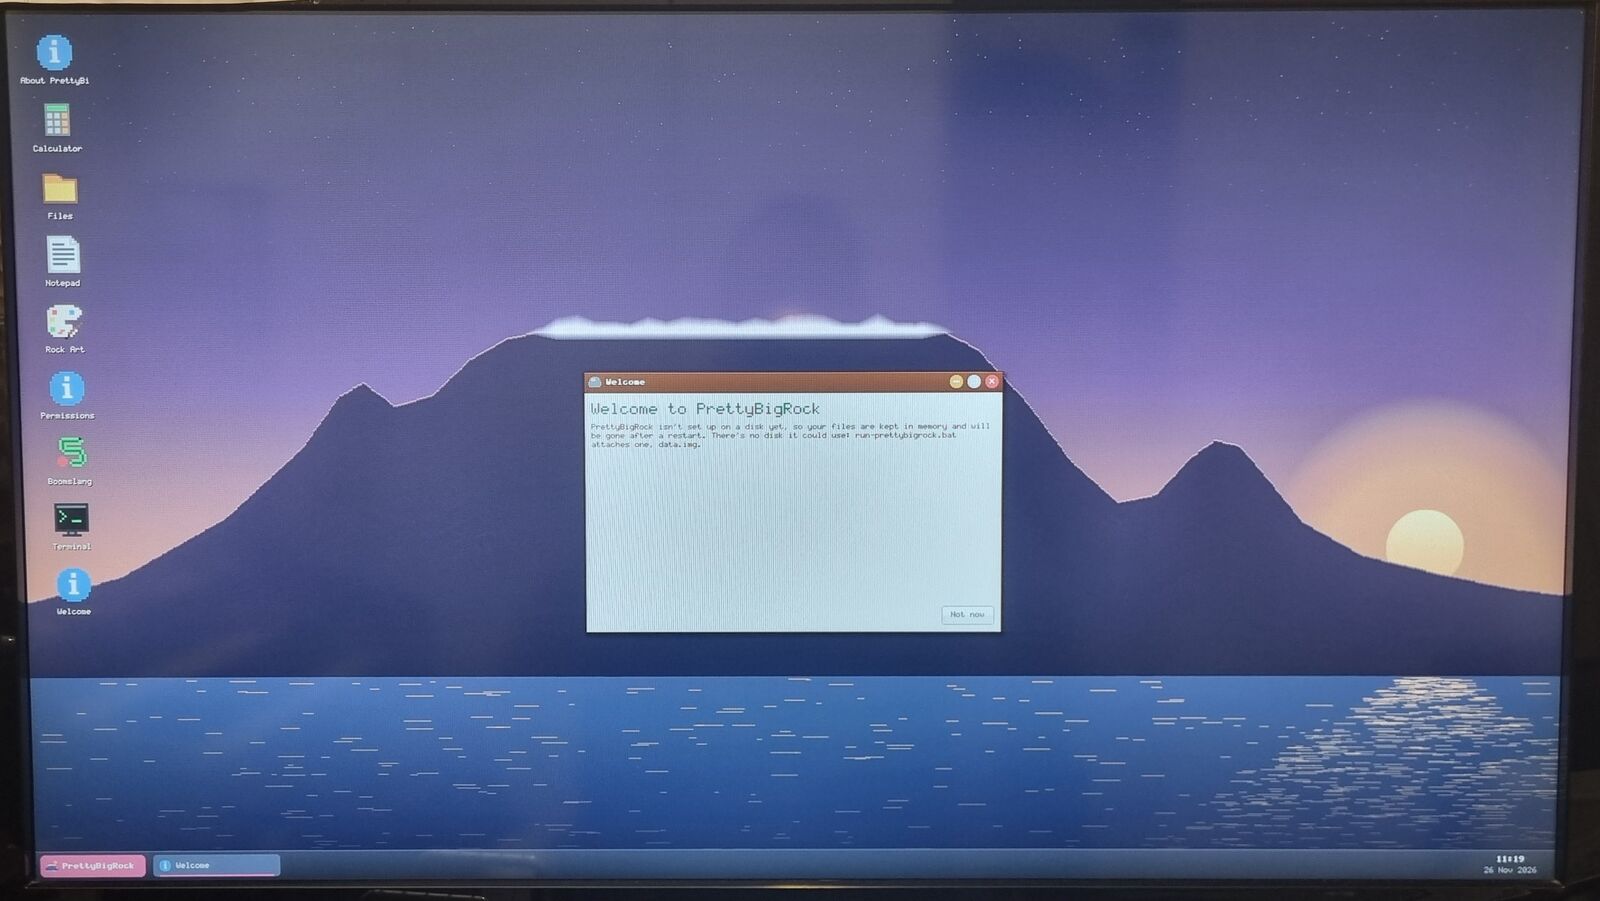 About PrettyBi
Calculator
Files
Notepad
Rock Art
Permissions
Boomslang
Terminal
Welcome
Welcome
Welcome to PrettyBigRock
PrettyBigRock isn't set up on a disk yet, so your files are kept in memory and will
be gone after a restart. There's no disk it could use: run-prettybigrock.bat
attaches one, data.img.
Not now
PrettyBigRock
Welcome
11:19
26 Nov 2026